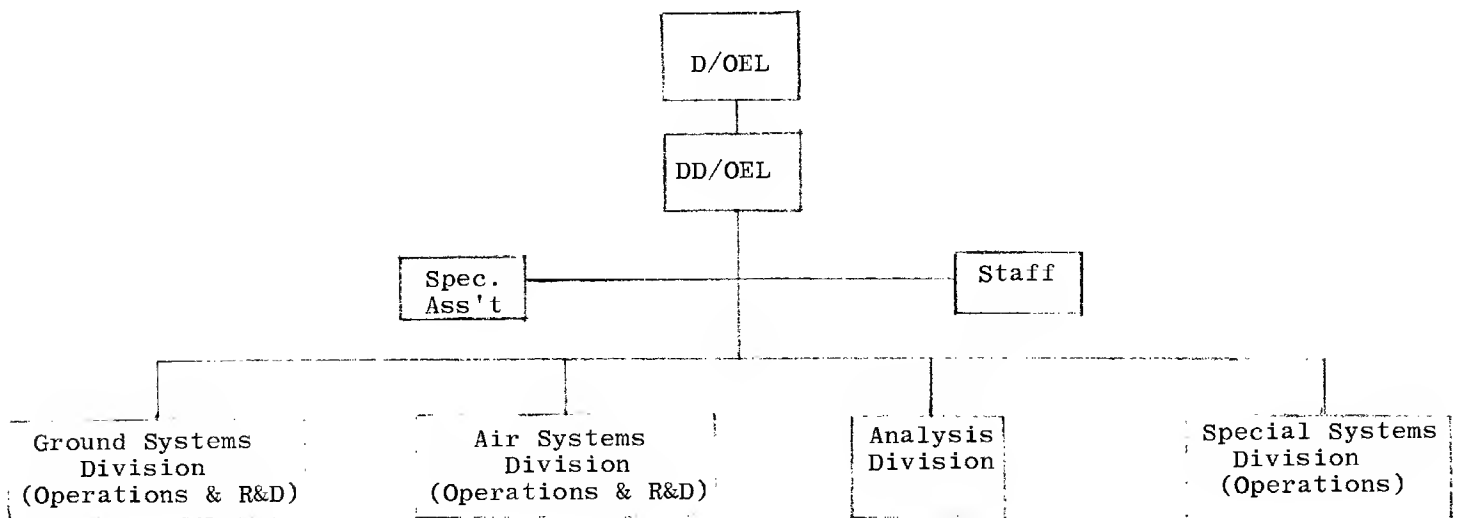 D/OEL
DD/OEL
Spec.
Ass't
Staff
Ground Systems
Division
(Operations & R&D)
Air Systems
Division
(Operations & R&D)
Analysis
Division
Special Systems
Division
(Operations)